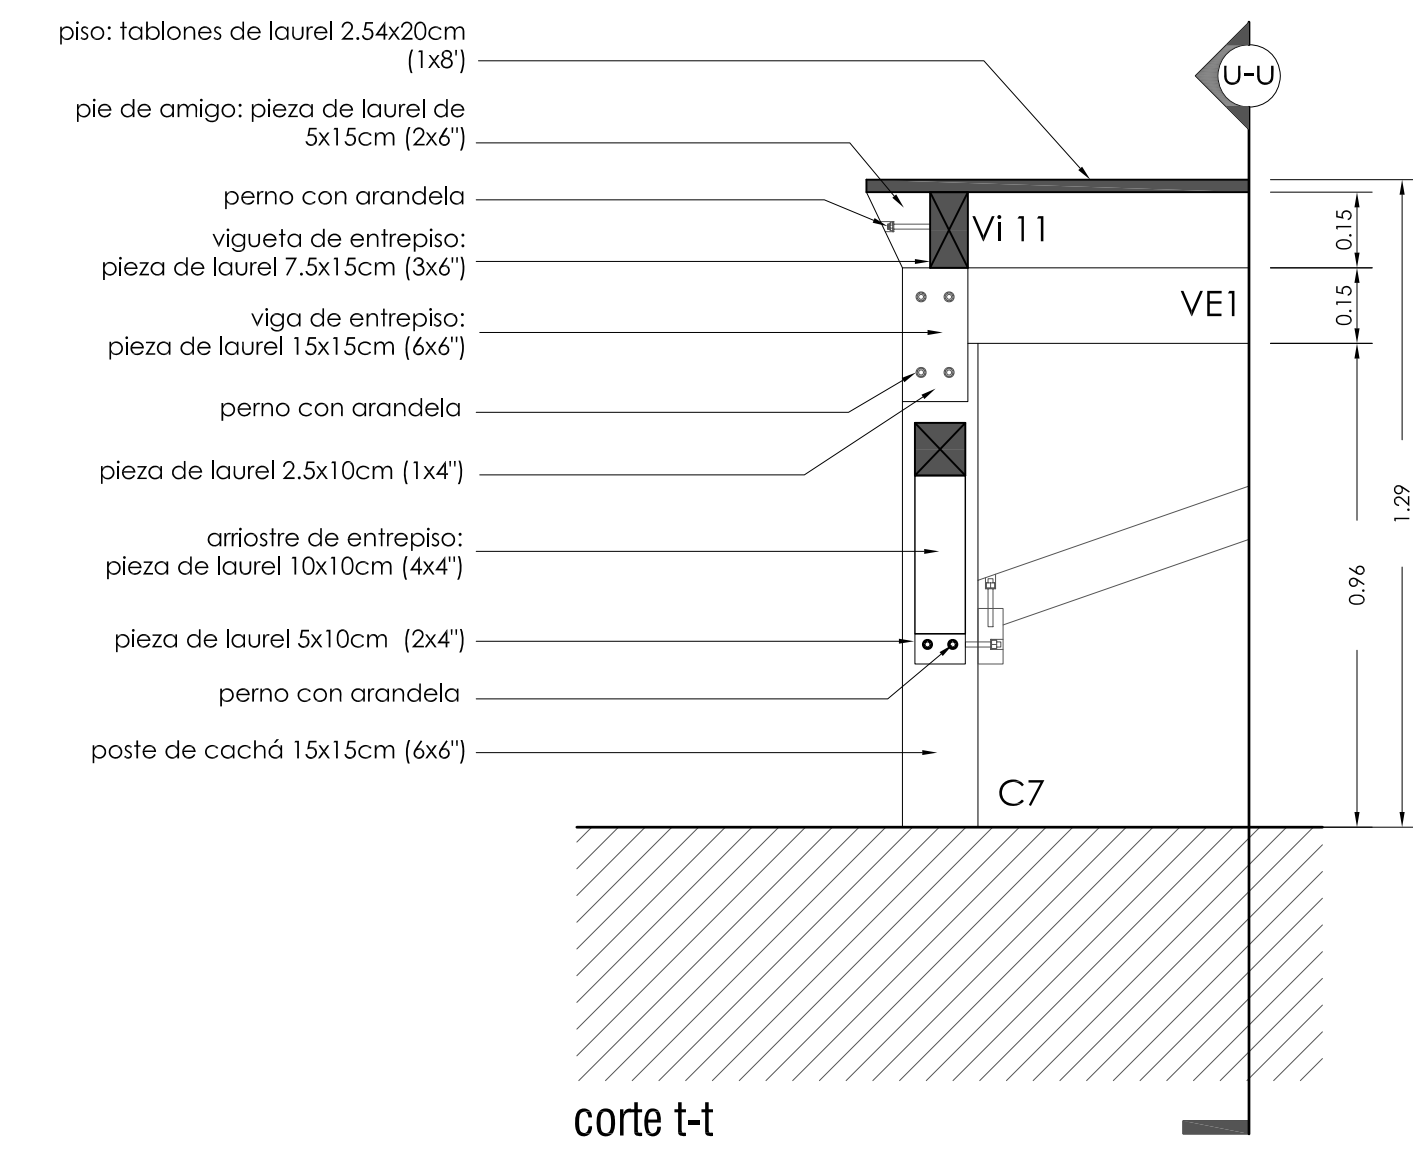 piso: tablones de laurel 2.54x20cm
(1x8')
pie de amigo: pieza de laurel de
5x15cm (2x6")
perno con arandela
vigueta de entrepiso:
pieza de laurel 7.5x15cm (3x6")
viga de entrepiso:
pieza de laurel 15x15cm (6x6")
perno con arandela
pieza de laurel 2.5x10cm (1x4")
arriostre de entrepiso:
pieza de laurel 10x10cm (4x4")
pieza de laurel 5x10cm (2x4")
perno con arandela
poste de cachá 15x15cm (6x6")
U-U
Vi 11
VE1
C7
0.15
0.15
0.96
1.29
corte t-t